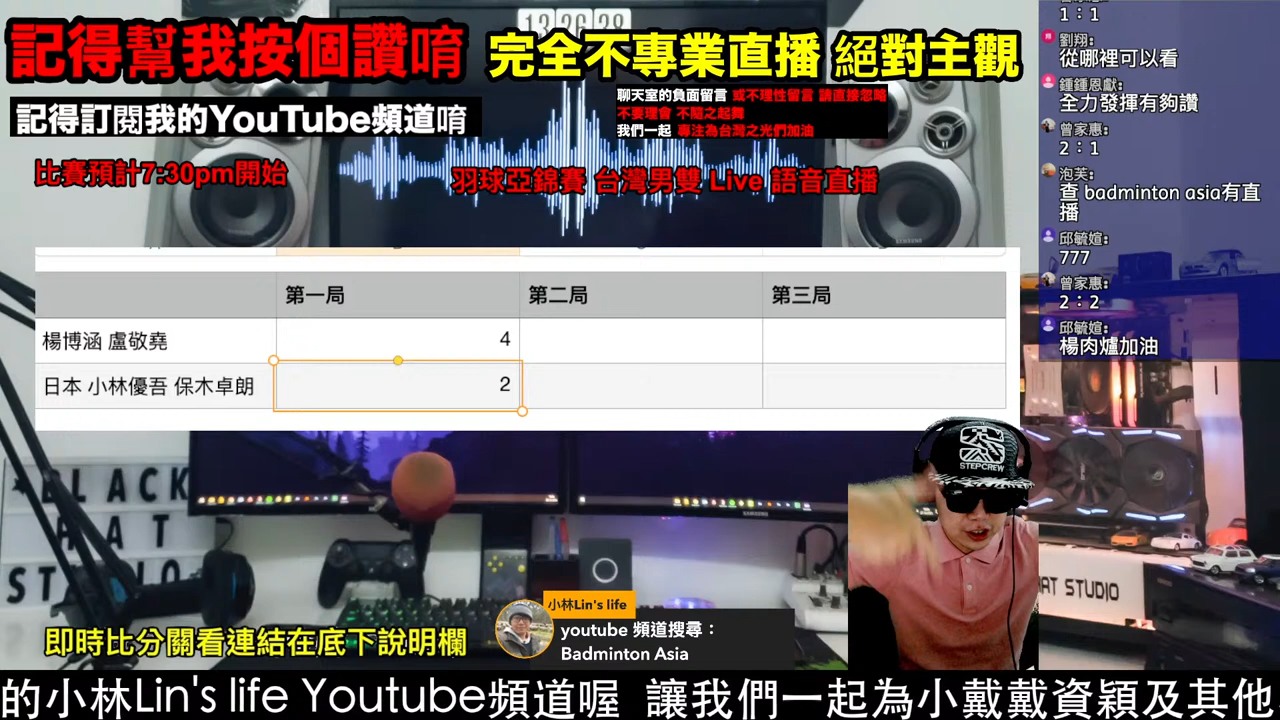 13 26 28
記得幫我按個讚唷
完全不專業直播 絕對主觀
記得訂閱我的YouTube頻道唷
聊天室的負面留言 或不理性留言 請直接忽略
不要理會 不隨之起舞
我們一起 專注為台灣之光們加油
比賽預計7:30pm開始
羽球亞錦賽 台灣男雙 Live 語音直播
第一局 第二局 第三局
楊博涵 盧敬堯 4
日本 小林優吾 保木卓朗 2
1：1
劉翔:
從哪裡可以看
鍾鍾恩獻:
全力發揮有夠讚
曾家惠:
2：1
泡芙:
查 badminton asia有直
播
邱毓媗:
777
曾家惠:
2：2
邱毓媗:
楊肉爐加油
STEPCREW
SAMSUNG
BLACK
HAT
STUDIO
HAT STUDIO
即時比分關看連結在底下說明欄
小林Lin's life
youtube 頻道搜尋：
Badminton Asia
的小林Lin's life Youtube頻道喔 讓我們一起為小戴戴資穎及其他